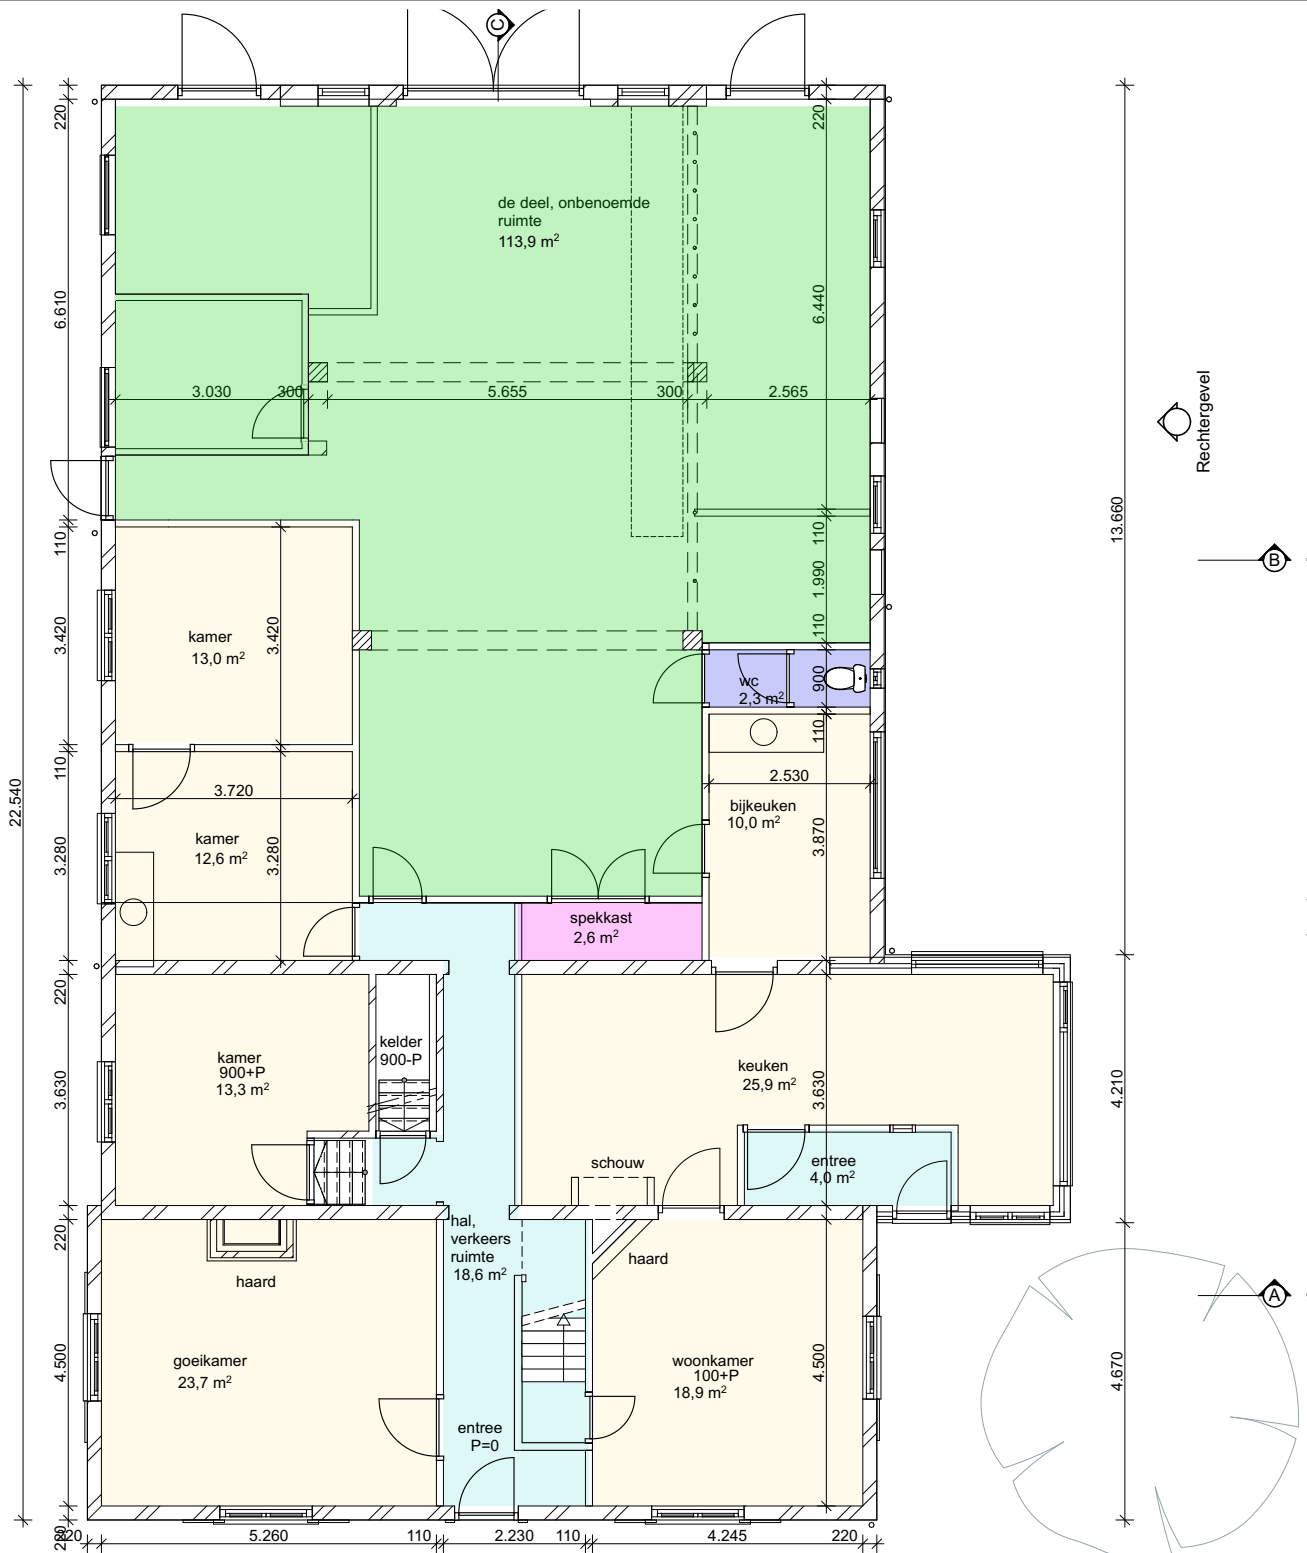 C
220
220
de deel, onbenoemde
ruimte
113,9 m²
6.610
6.440
3.030
300
5.655
300
2.565
Rechtergevel
13.660
110
110
B
1.990
3.420
kamer
13,0 m²
3.420
110
wc
2,3 m²
900
110
110
22.540
3.720
2.530
bijkeuken
10,0 m²
kamer
12,6 m²
3.280
3.280
3.870
spekkast
2,6 m²
220
kelder
900-P
kamer
900+P
13,3 m²
keuken
25,9 m²
3.630
3.630
4.210
schouw
entree
4,0 m²
220
hal,
verkeers
ruimte
18,6 m²
haard
haard
A
goeikamer
23,7 m²
4.500
woonkamer
100+P
18,9 m²
4.500
4.670
entree
P=0
220
5.260
110
2.230
110
4.245
220